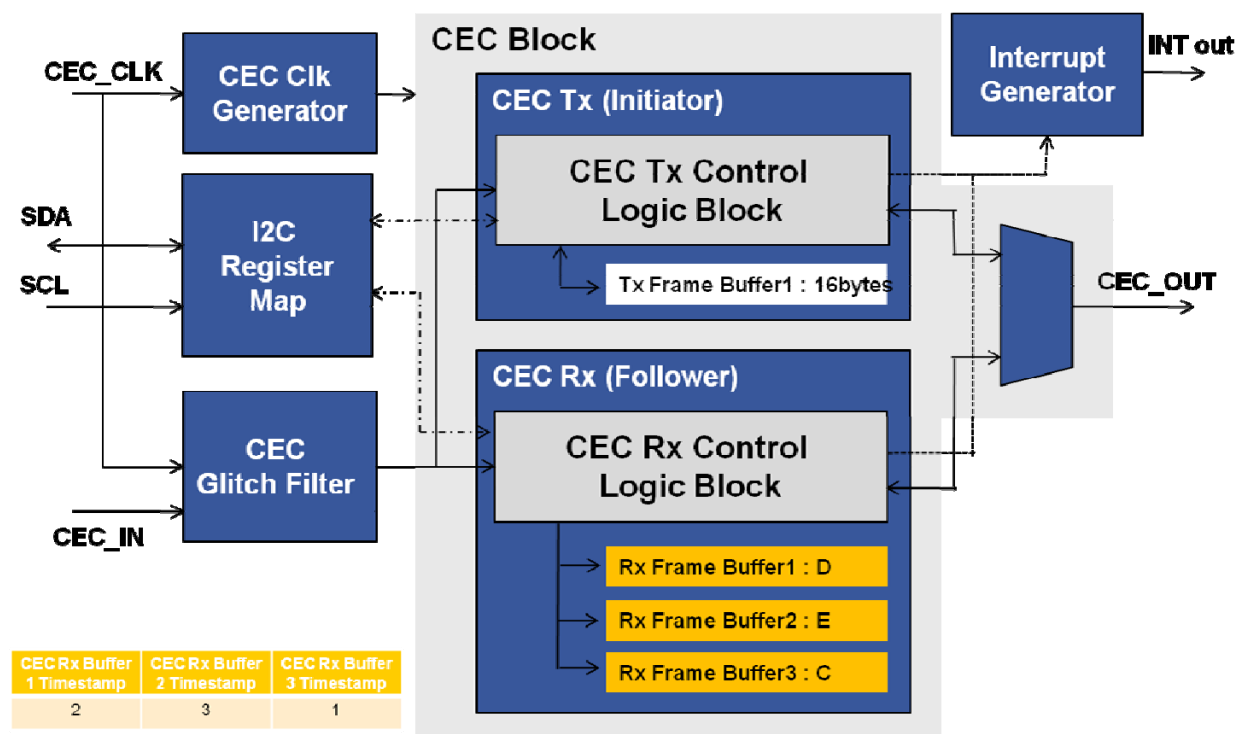 CEC Block
CEC_CLK
CEC Clk
Generator
CEC Tx (Initiator)
Interrupt
Generator
INT out
CEC Tx Control
Logic Block
SDA
SCL
I2C
Register
Map
Tx Frame Buffer1 : 16bytes
CEC_OUT
CEC Rx (Follower)
CEC Rx Control
Logic Block
CEC
Glitch Filter
CEC_IN
Rx Frame Buffer1 : D
Rx Frame Buffer2 : E
Rx Frame Buffer3 : C
CEC Rx Buffer
1 Timestamp
CEC Rx Buffer
2 Timestamp
CEC Rx Buffer
3 Timestamp
2
3
1